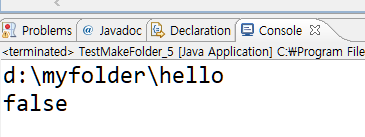 Problems @ Javadoc Declaration Console
<terminated> TestMakeFolder_5 [Java Application] C:₩Program File
d:\myfolder\hello
false